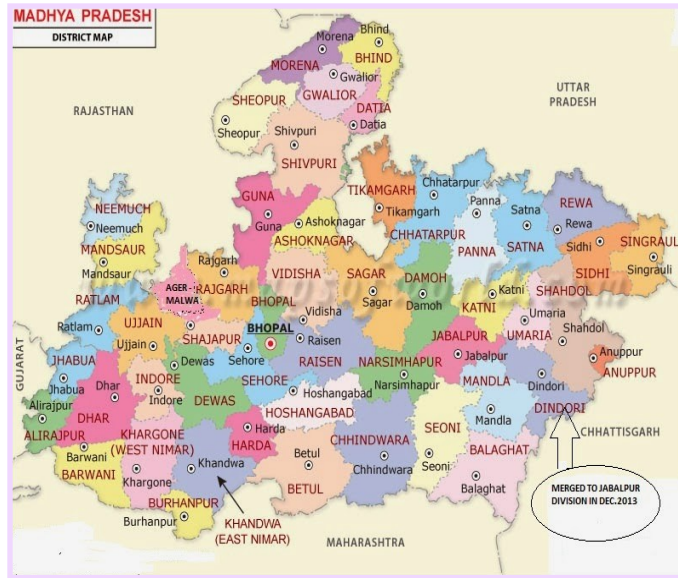 MADHYA PRADESH
DISTRICT MAP
Bhind
Morena
BHIND
MORENA
Gwalior
GWALIOR
UTTAR
PRADESH
RAJASTHAN
SHEOPUR
DATIA
Sheopur
Datia
Shivpuri
SHIVPURI
TIKAMGARH
Chhatarpur
Tikamgarh
Panna
Satna
REWA
Rewa
NEEMUCH
Neemuch
GUNA
Guna
Ashoknagar
ASHOKNAGAR
CHHATARPUR
PANNA
SATNA
Sidhi
SINGRAUL
SIDHI
Singrauli
MANDSAUR
Mandsaur
Rajgarh
RAJGARH
AGER-
MALWA
VIDISHA
SAGAR
Sagar
DAMOH
Damoh
Katni
KATNI
SHAHDOL
RATLAM
Ratlam
UJJAIN
Ujjain
SHAJAPUR
BHOPAL
BHOPAL
Vidisha
Umaria
UMARIA
Shahdol
GUJARAT
JHABUA
Jhabua
Dewas
Sehore
Raisen
RAISEN
NARSIMHAPUR
Narsimhapur
JABALPUR
Jabalpur
Anuppur
ANUPPUR
Dhar
DHAR
INDORE
Indore
DEWAS
SEHORE
Hoshangabad
HOSHANGABAD
MANDLA
Mandla
Dindori
DINDORI
Alirajpur
ALIRAJPUR
Barwani
BARWANI
KHARGONE
(WEST NIMAR)
Khargone
Harda
HARDA
Khandwa
Betul
BETUL
CHHINDWARA
Chhindwara
SEONI
Seoni
BALAGHAT
Balaghat
CHHATTISGARH
BURHANPUR
Burhanpur
KHANDWA
(EAST NIMAR)
MAHARASHTRA
MERGED TO JABALPUR
DIVISION IN DEC.2013